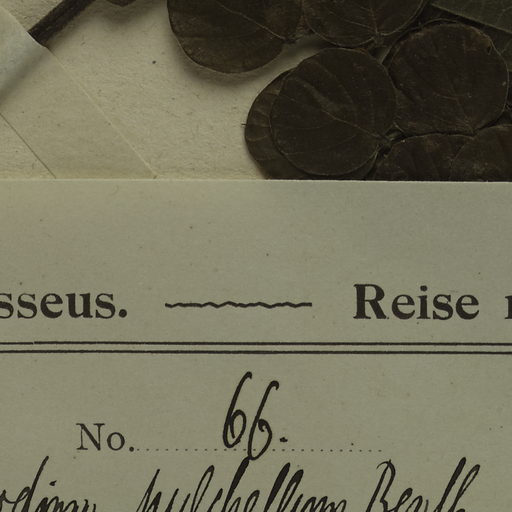 sseus. Reise
No. 66.
pulchellum Benth